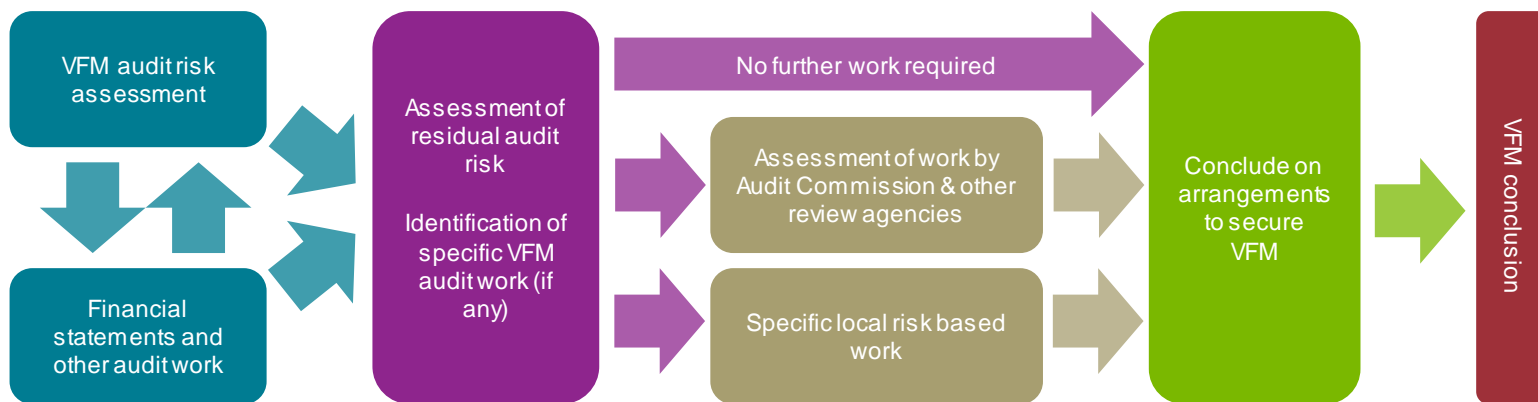 VFM audit risk
assessment
Financial
statements and
other audit work
Assessment of
residual audit
risk
Identification of
specific VFM
audit work (if
any)
No further work required
Assessment of work by
Audit Commission & other
review agencies
Specific local risk based
work
Conclude on
arrangements
to secure
VFM
VFM conclusion